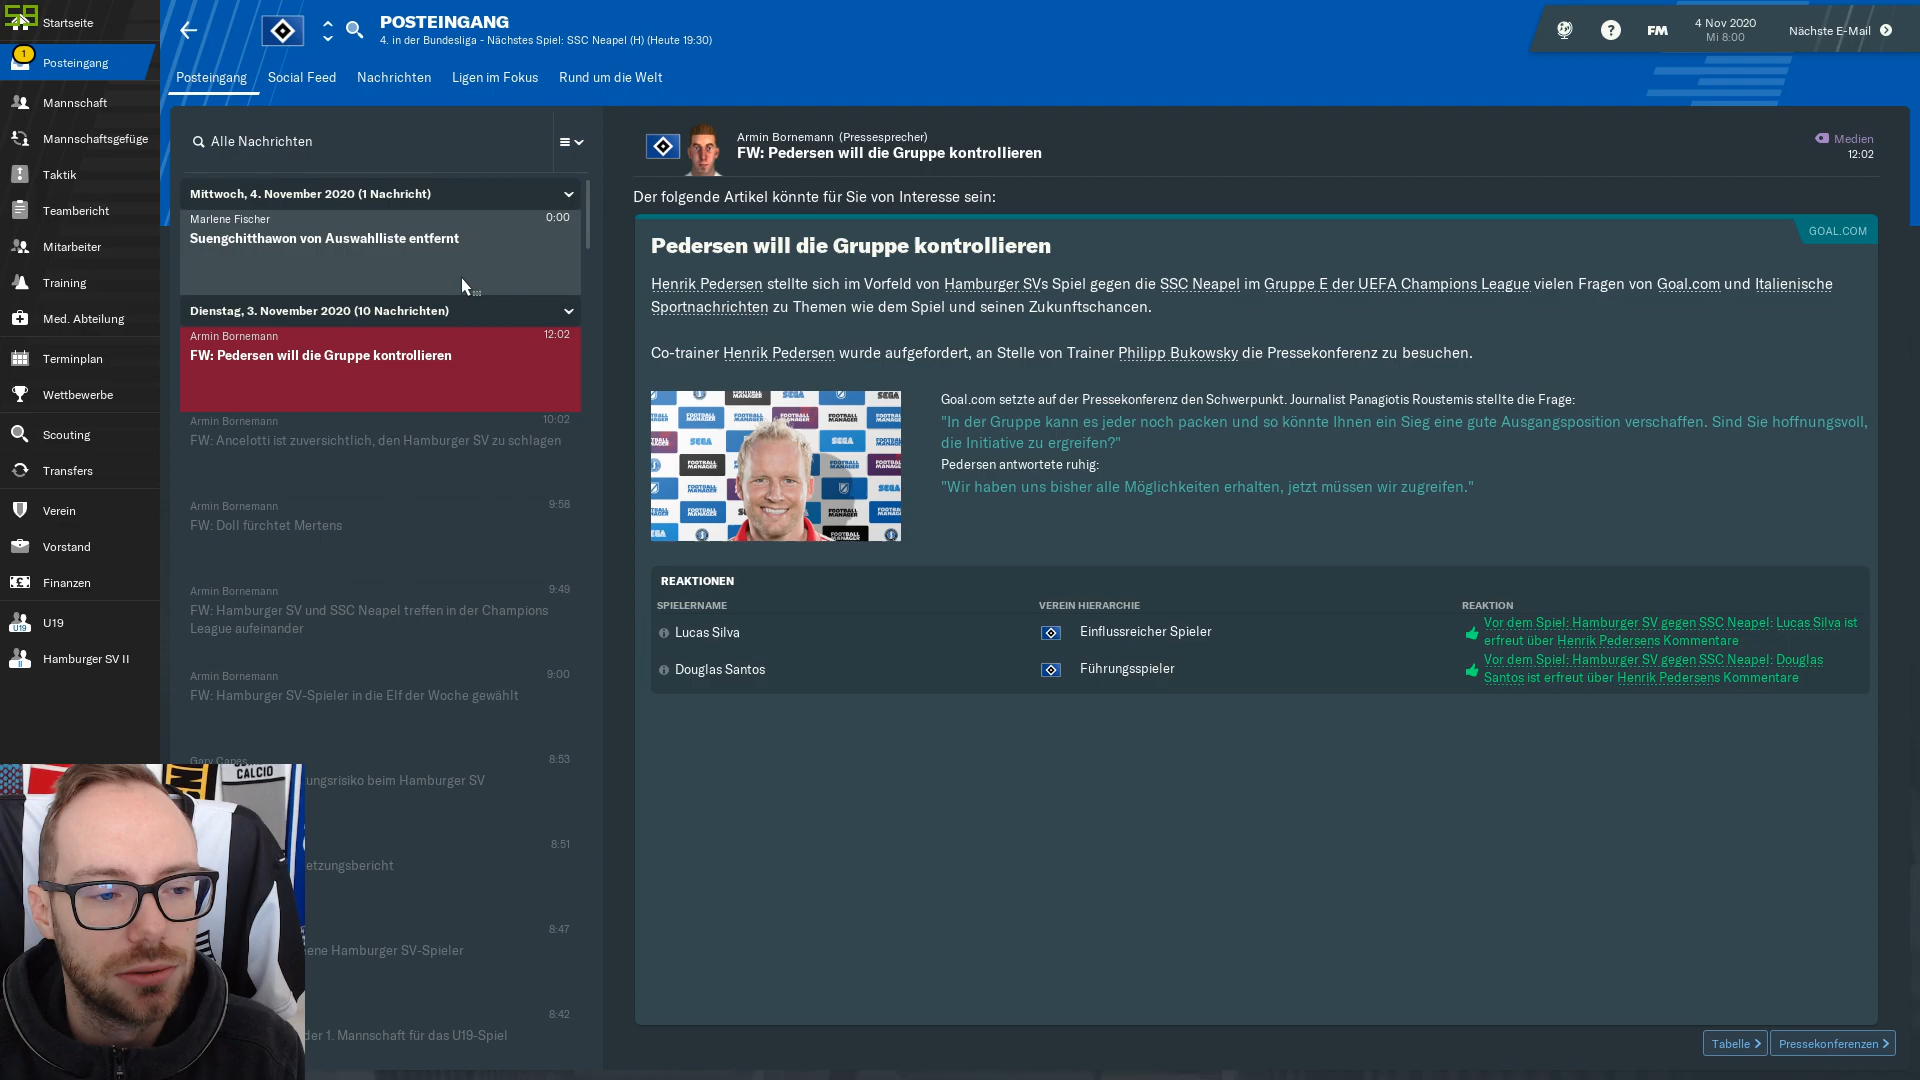 59
Startseite
1
Posteingang
Mannschaft
Mannschaftsgefüge
Taktik
Teambericht
Mitarbeiter
Training
Med. Abteilung
Terminplan
Wettbewerbe
Scouting
Transfers
Verein
Vorstand
Finanzen
U19
U19
Hamburger SV II
POSTEINGANG
4. in der Bundesliga - Nächstes Spiel: SSC Neapel (H) (Heute 19:30)
FM
4 Nov 2020
Mi 8:00
Nächste E-Mail
Posteingang
Social Feed
Nachrichten
Ligen im Fokus
Rund um die Welt
Alle Nachrichten
Mittwoch, 4. November 2020 (1 Nachricht)
Marlene Fischer
0:00
Suengchitthawon von Auswahlliste entfernt
Dienstag, 3. November 2020 (10 Nachrichten)
Armin Bornemann
12:02
FW: Pedersen will die Gruppe kontrollieren
Armin Bornemann
10:02
FW: Ancelotti ist zuversichtlich, den Hamburger SV zu schlagen
Armin Bornemann
9:58
FW: Doll fürchtet Mertens
Armin Bornemann
9:49
FW: Hamburger SV und SSC Neapel treffen in der Champions
League aufeinander
Armin Bornemann
9:00
FW: Hamburger SV-Spieler in die Elf der Woche gewählt
Gary Capes
8:53
ungsrisiko beim Hamburger SV
8:51
etzungsbericht
8:47
ene Hamburger SV-Spieler
8:42
der 1. Mannschaft für das U19-Spiel
CALCIO
Armin Bornemann (Pressesprecher)
FW: Pedersen will die Gruppe kontrollieren
Medien
12:02
Der folgende Artikel könnte für Sie von Interesse sein:
GOAL.COM
Pedersen will die Gruppe kontrollieren
Henrik Pedersen stellte sich im Vorfeld von Hamburger SVs Spiel gegen die SSC Neapel im Gruppe E der UEFA Champions League vielen Fragen von Goal.com und Italienische
Sportnachrichten zu Themen wie dem Spiel und seinen Zukunftschancen.
Co-trainer Henrik Pedersen wurde aufgefordert, an Stelle von Trainer Philipp Bukowsky die Pressekonferenz zu besuchen.
FOOTBALL MANAGER
SEGA
Goal.com setzte auf der Pressekonferenz den Schwerpunkt. Journalist Panagiotis Roustemis stellte die Frage:
"In der Gruppe kann es jeder noch packen und so könnte Ihnen ein Sieg eine gute Ausgangsposition verschaffen. Sind Sie hoffnungsvoll,
die Initiative zu ergreifen?"
Pedersen antwortete ruhig:
"Wir haben uns bisher alle Möglichkeiten erhalten, jetzt müssen wir zugreifen."
REAKTIONEN
SPIELERNAME
VEREIN HIERARCHIE
REAKTION
Lucas Silva
Einflussreicher Spieler
Vor dem Spiel: Hamburger SV gegen SSC Neapel: Lucas Silva ist
erfreut über Henrik Pedersens Kommentare
Douglas Santos
Führungsspieler
Vor dem Spiel: Hamburger SV gegen SSC Neapel: Douglas
Santos ist erfreut über Henrik Pedersens Kommentare
Tabelle
Pressekonferenzen